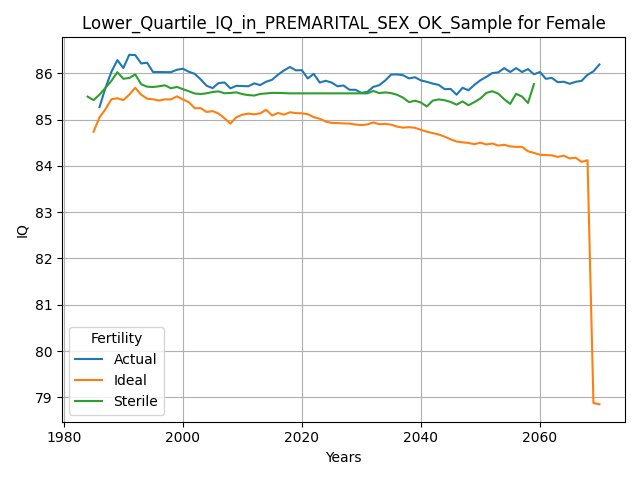 Lower_Quartile_IQ_in_PREMARITAL_SEX_OK_Sample for Female
IQ
86
85
84
83
82
81
80
79
Fertility
Actual
Ideal
Sterile
1980 2000 2020 2040 2060
Years